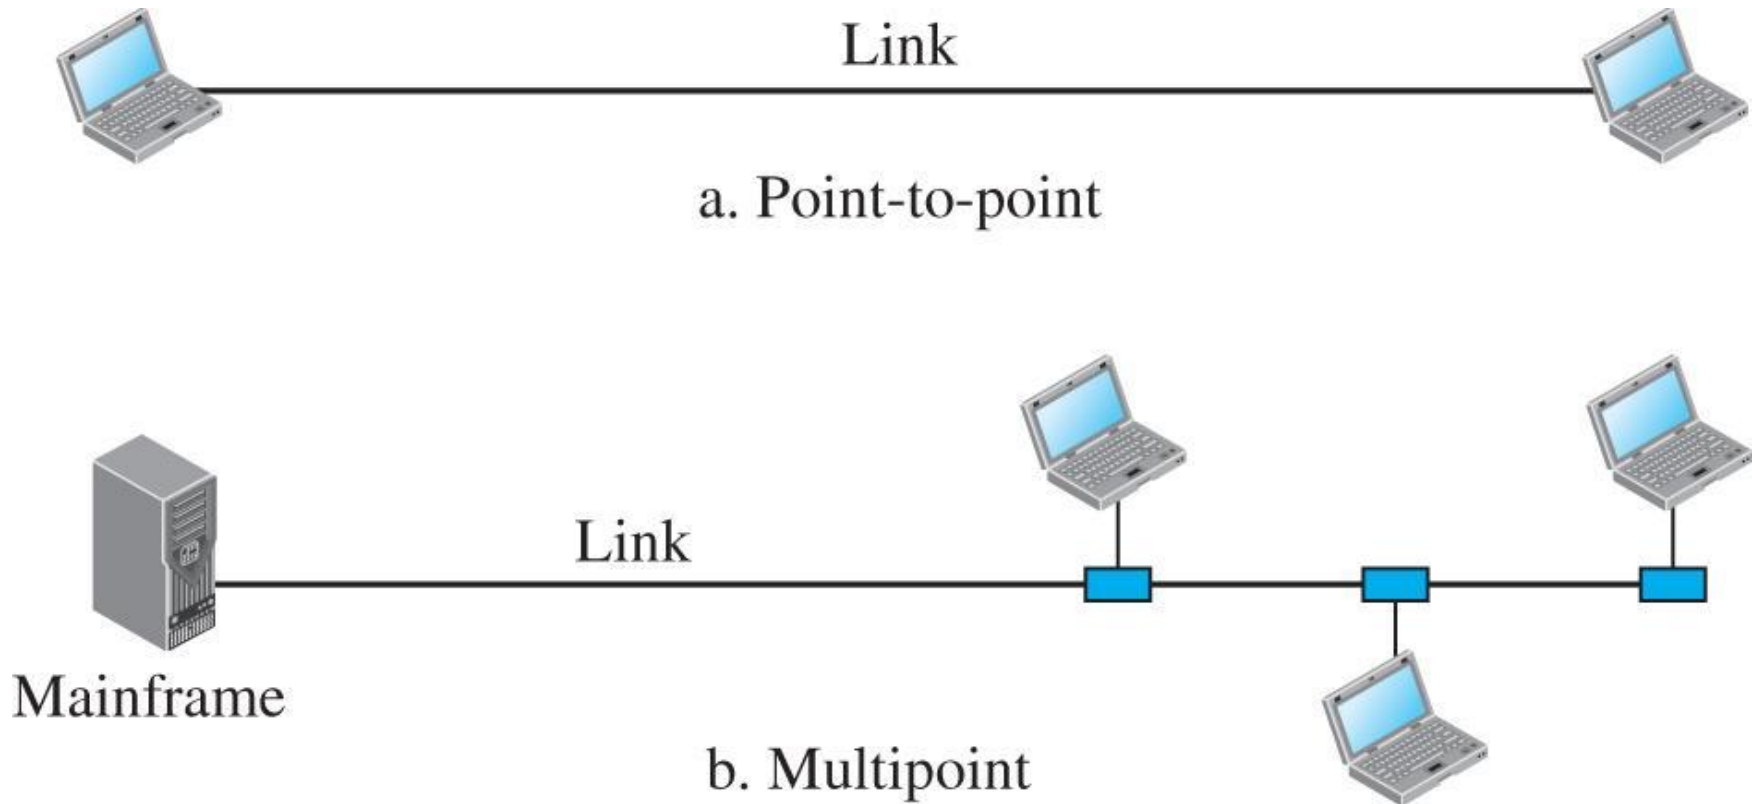 Link
a. Point-to-point
Link
Mainframe
b. Multipoint